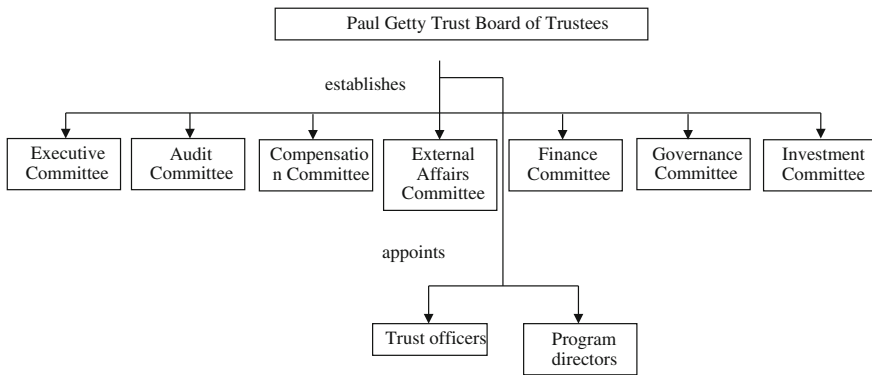 Paul Getty Trust Board of Trustees
establishes
Executive
Committee
Audit
Committee
Compensatio
n Committee
External
Affairs
Committee
Finance
Committee
Governance
Committee
Investment
Committee
appoints
Trust officers
Program
directors